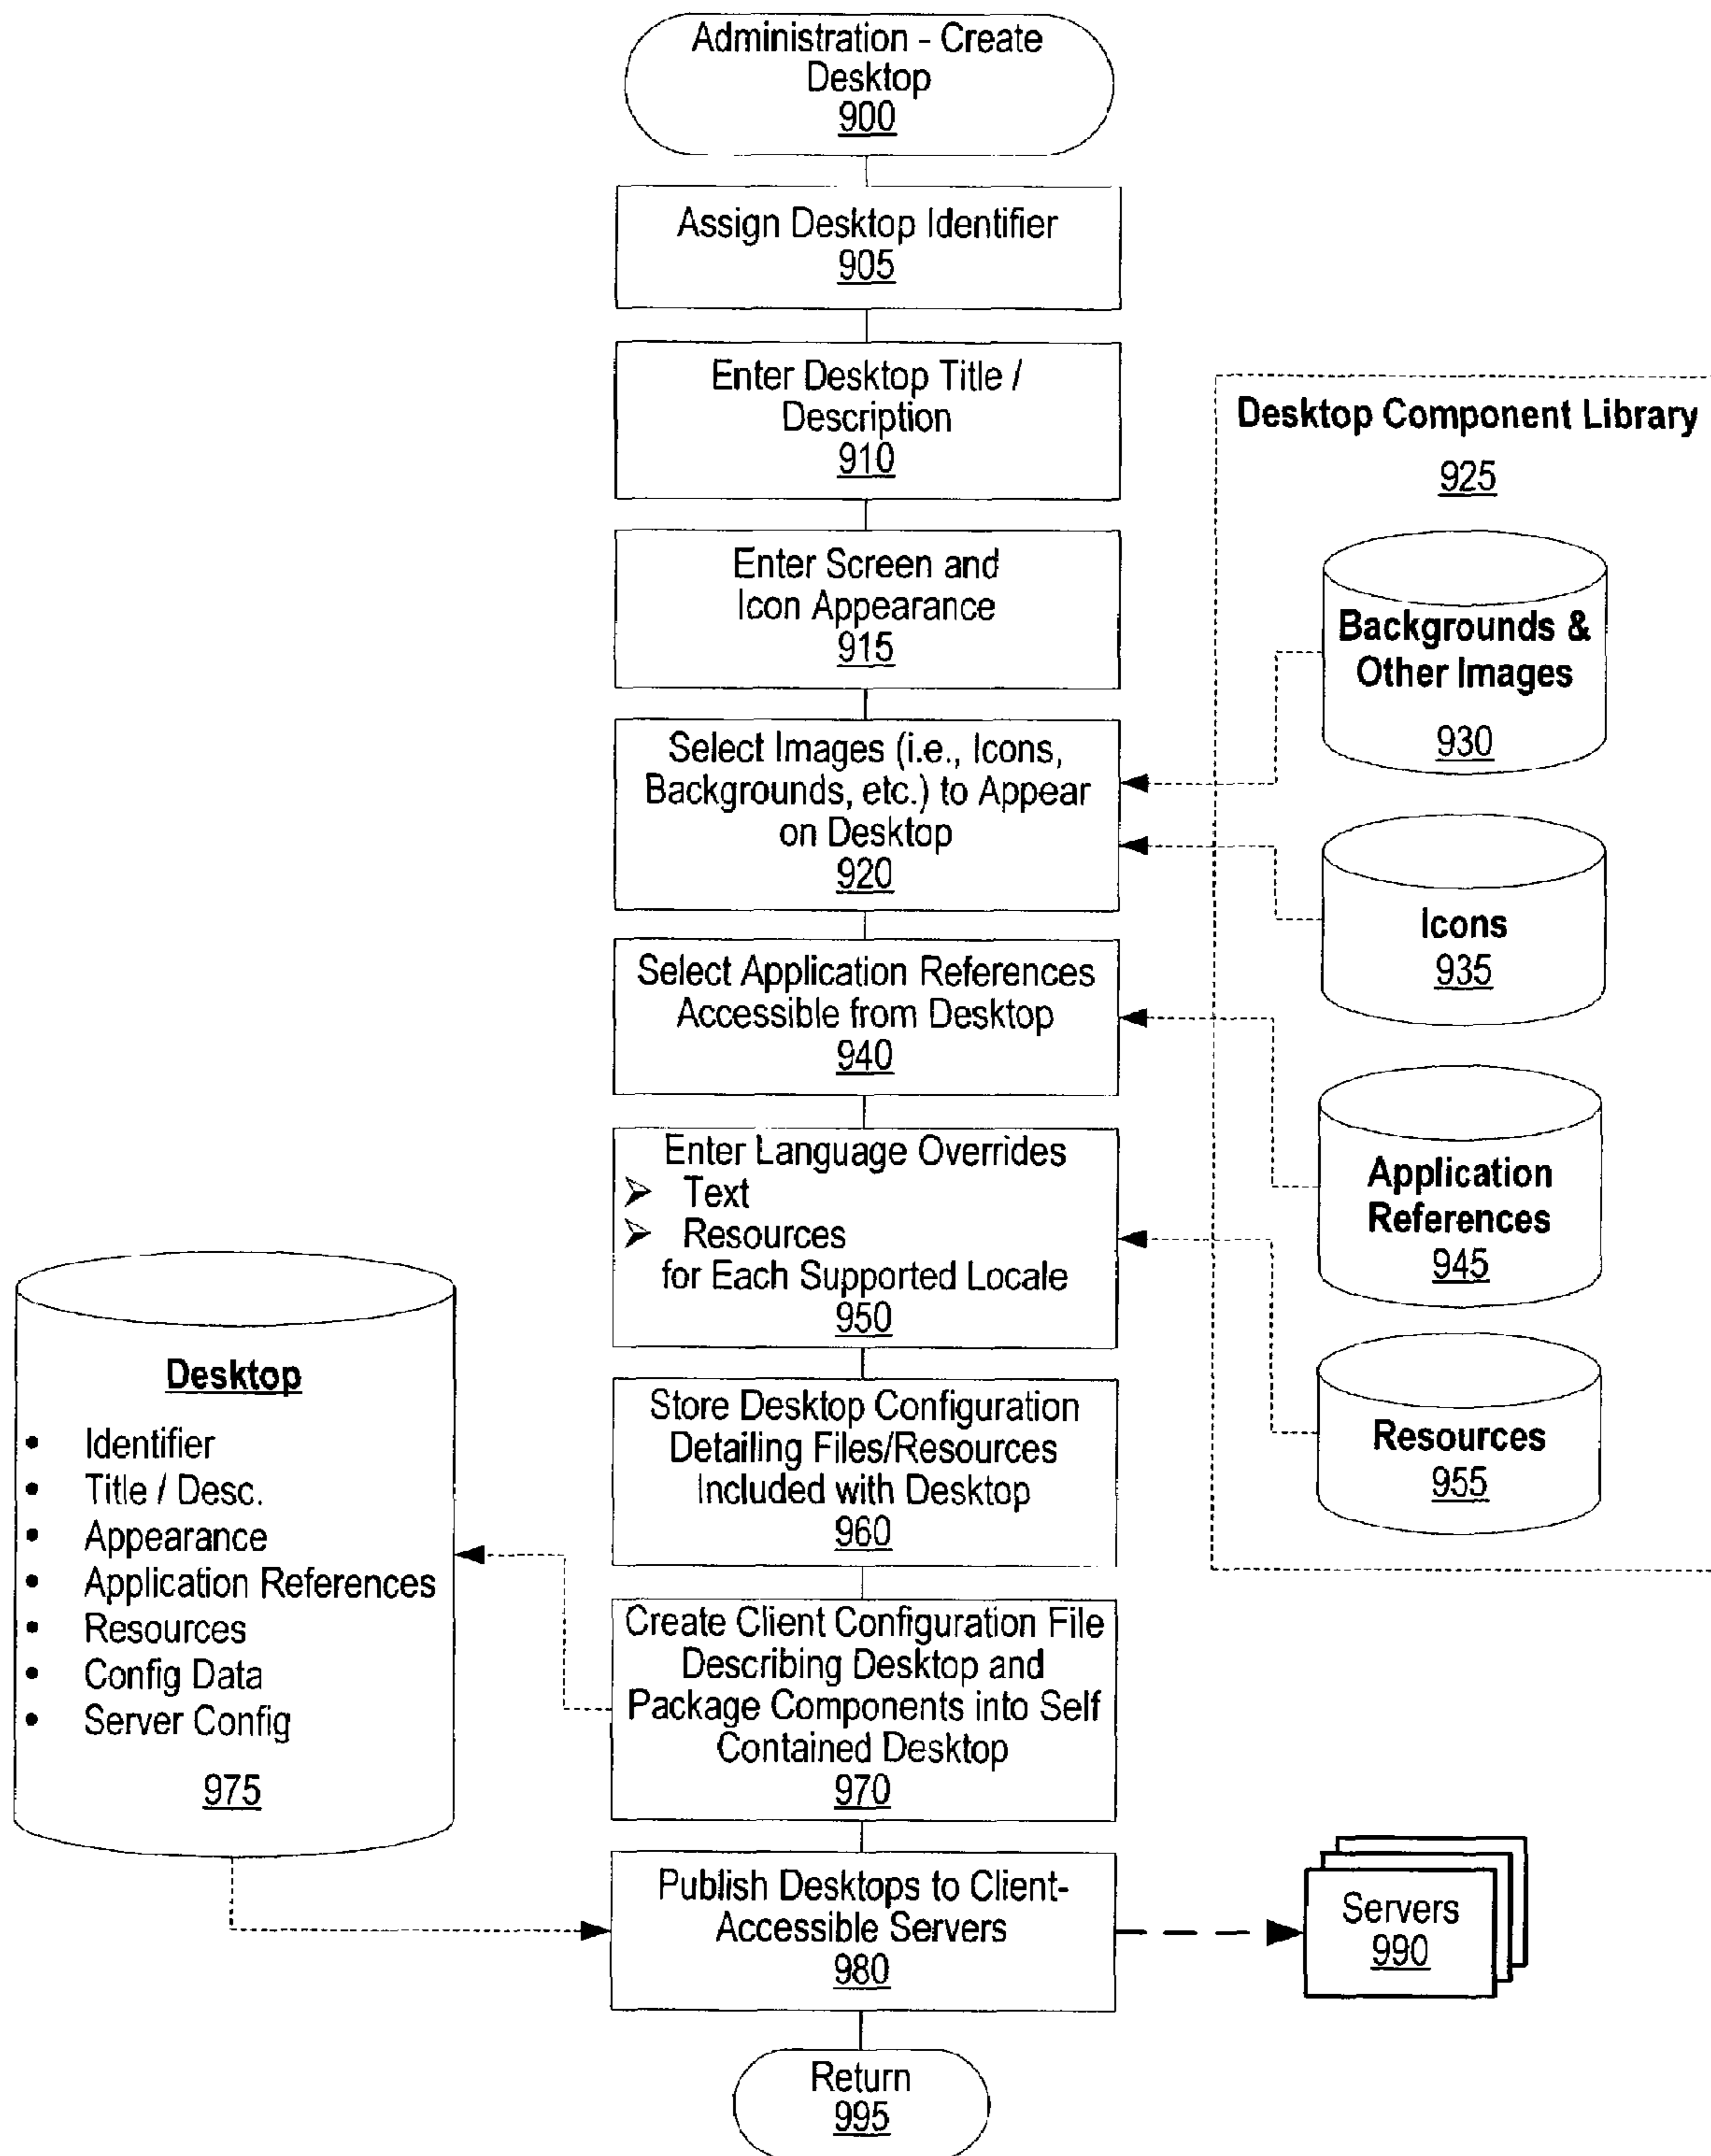 Administration - Create
Desktop
900
Assign Desktop Identifier
905
Enter Desktop Title /
Description
910
Enter Screen and
Icon Appearance
915
Select Images (i.e., Icons,
Backgrounds, etc.) to Appear
on Desktop
920
Select Application References
Accessible from Desktop
940
Enter Language Overrides
➢ Text
➢ Resources
for Each Supported Locale
950
Store Desktop Configuration
Detailing Files/Resources
Included with Desktop
960
Create Client Configuration File
Describing Desktop and
Package Components into Self
Contained Desktop
970
Publish Desktops to Client-
Accessible Servers
980
Return
995
Desktop Component Library
925
Backgrounds &
Other Images
930
Icons
935
Application
References
945
Resources
955
Desktop
• Identifier
• Title / Desc.
• Appearance
• Application References
• Resources
• Config Data
• Server Config
975
Servers
990